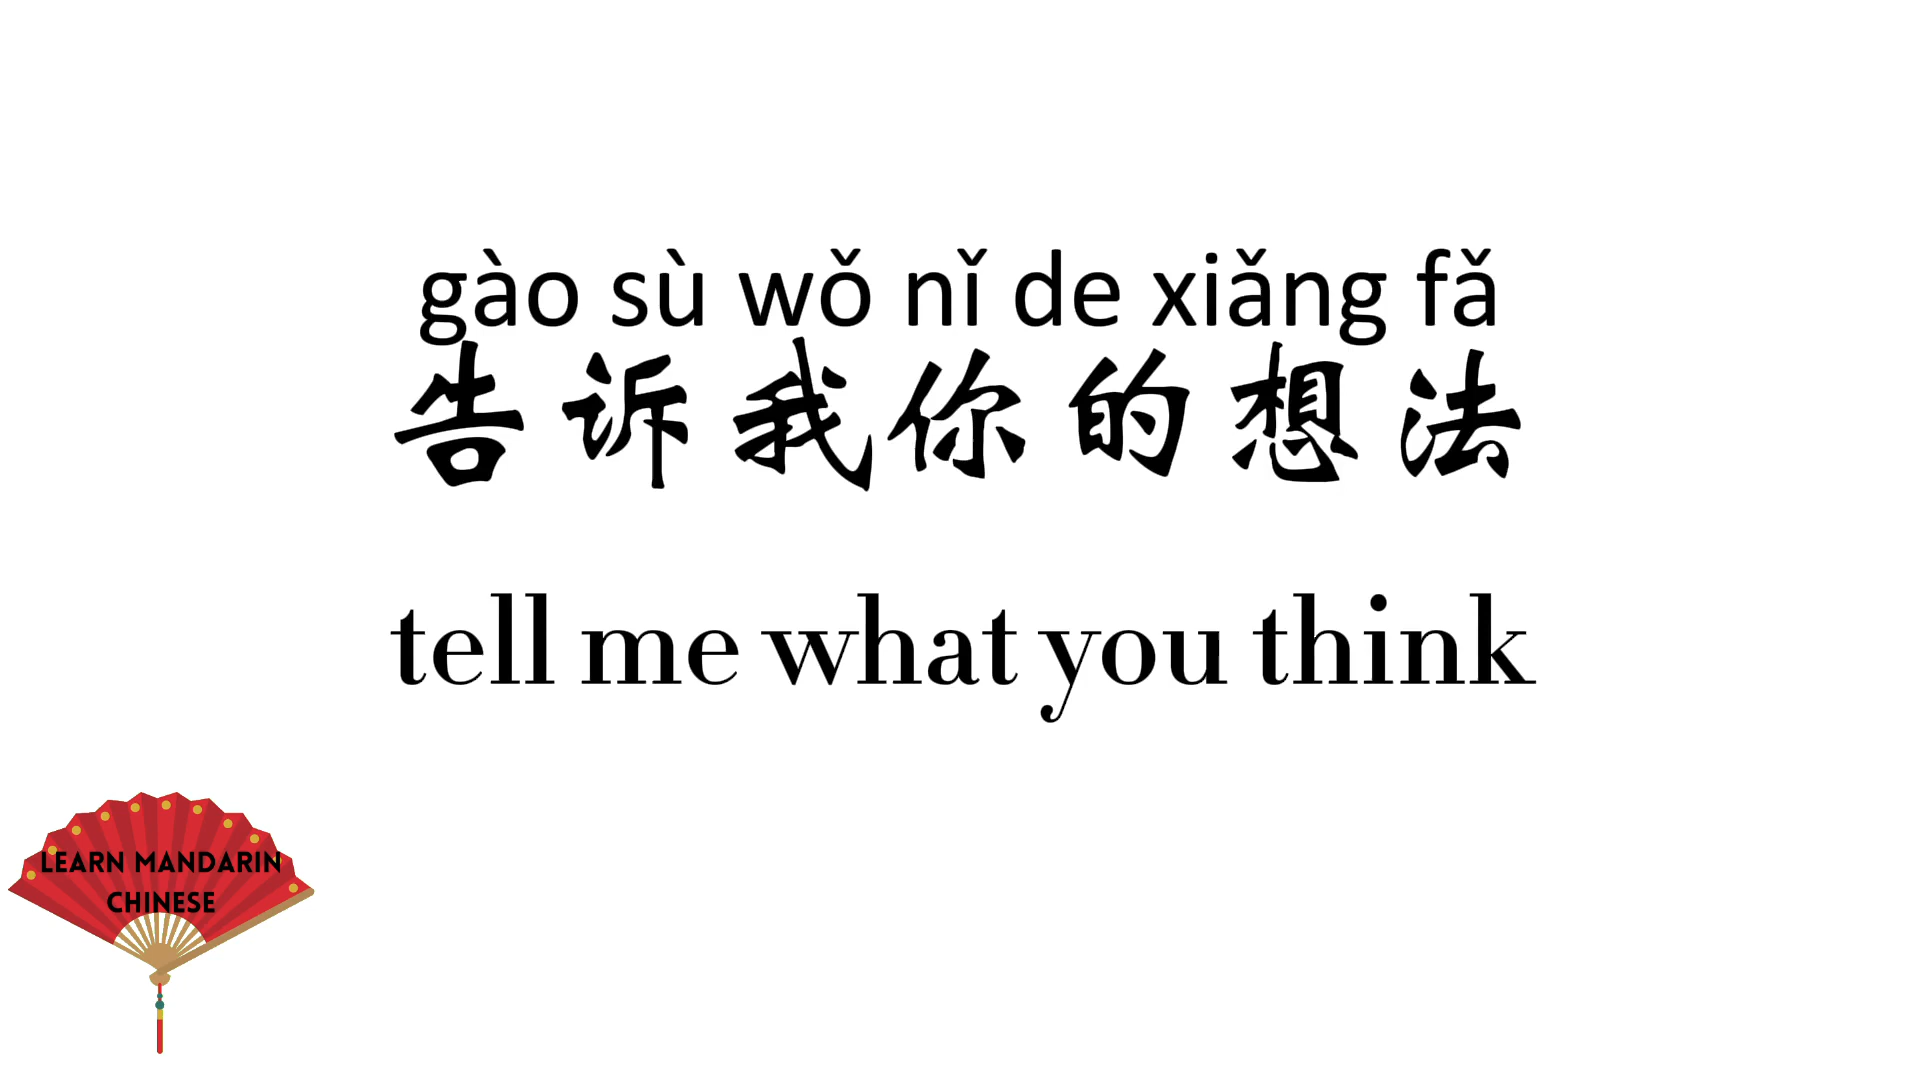 gào sù wǒ nǐ de xiǎng fǎ
告诉我你的想法
tell me what you think
LEARN MANDARIN
CHINESE